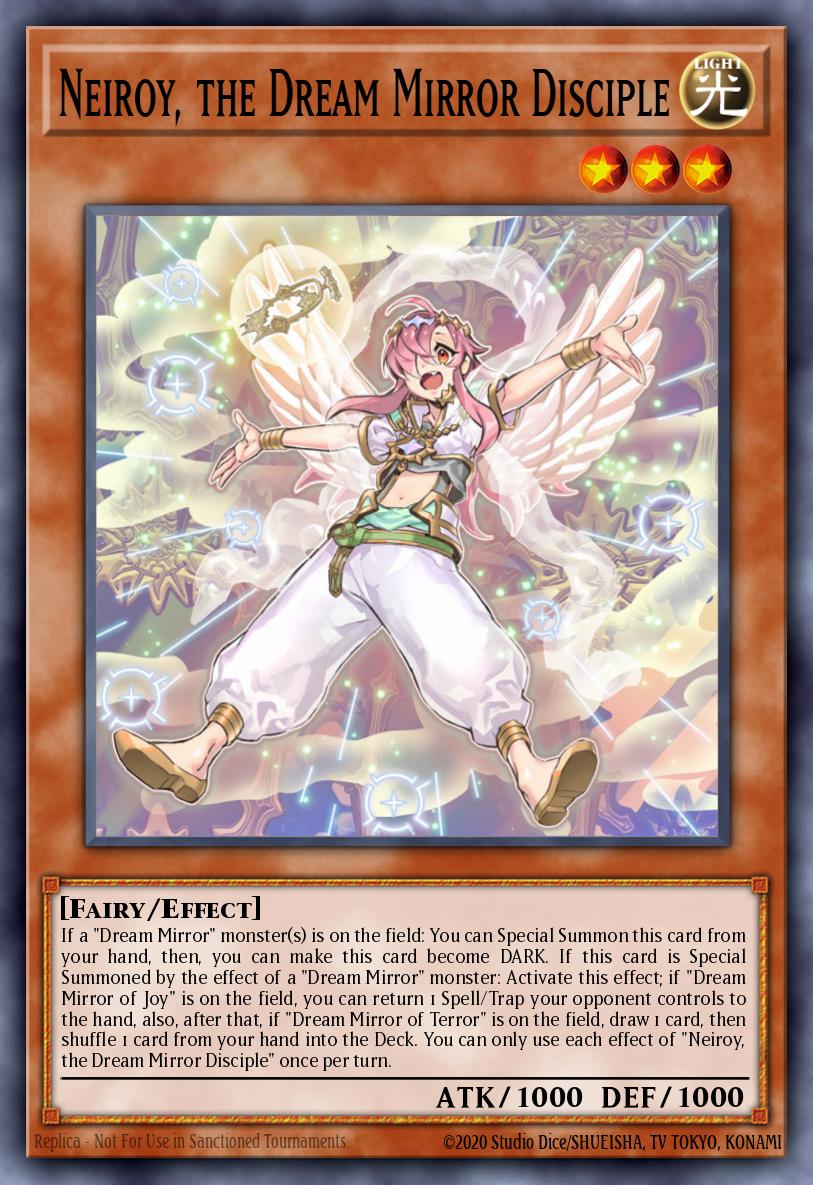 Neiroy, the Dream Mirror Disciple
LIGHT
光
[Fairy/Effect]
If a "Dream Mirror" monster(s) is on the field: You can Special Summon this card from
your hand, then, you can make this card become DARK. If this card is Special
Summoned by the effect of a "Dream Mirror" monster: Activate this effect; if "Dream
Mirror of Joy" is on the field, you can return 1 Spell/Trap your opponent controls to
the hand, also, after that, if "Dream Mirror of Terror" is on the field, draw 1 card, then
shuffle 1 card from your hand into the Deck. You can only use each effect of "Neiroy,
the Dream Mirror Disciple" once per turn.
ATK/1000 DEF/1000
Replica - Not For Use in Sanctioned Tournaments.
©2020 Studio Dice/SHUEISHA, TV TOKYO, KONAMI